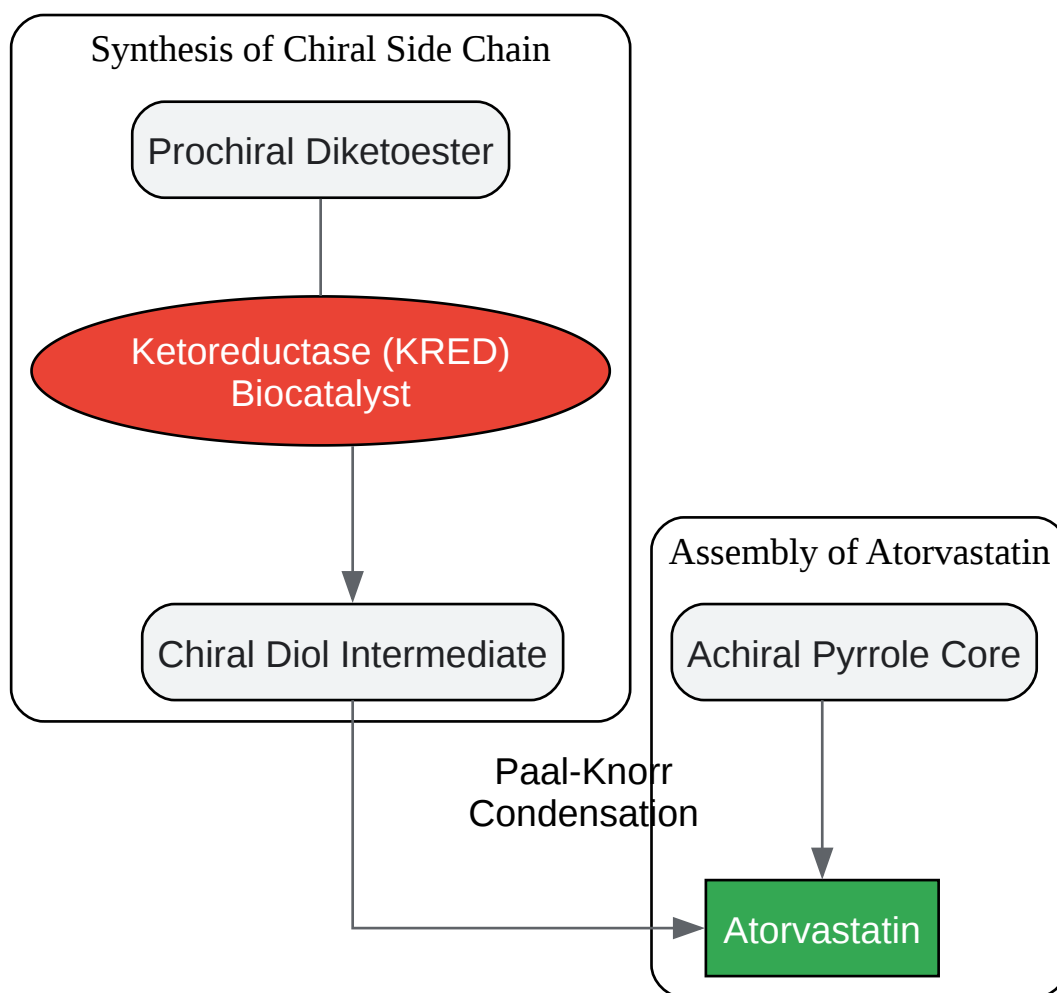 Synthesis of Chiral Side Chain
Prochiral Diketoester
Ketoreductase (KRED)
Biocatalyst
Chiral Diol Intermediate
Assembly of Atorvastatin
Achiral Pyrrole Core
Paal-Knorr
Condensation
Atorvastatin